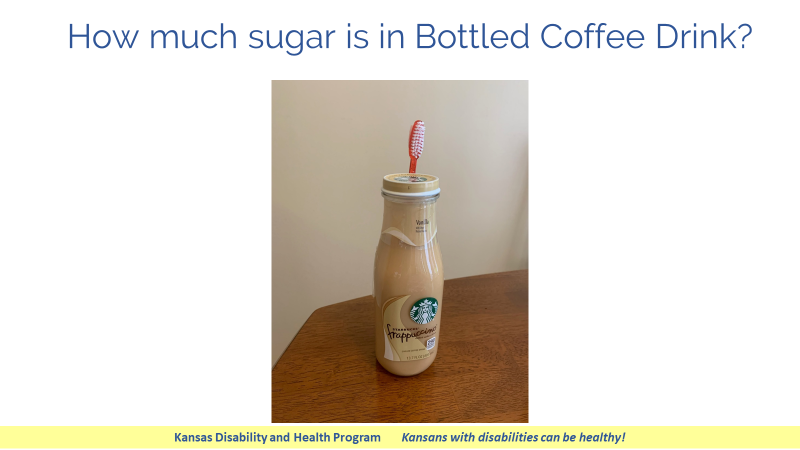 How much sugar is in Bottled Coffee Drink?
Vanilla
STARBUCKS
frappuccino
Kansas Disability and Health Program Kansans with disabilities can be healthy!